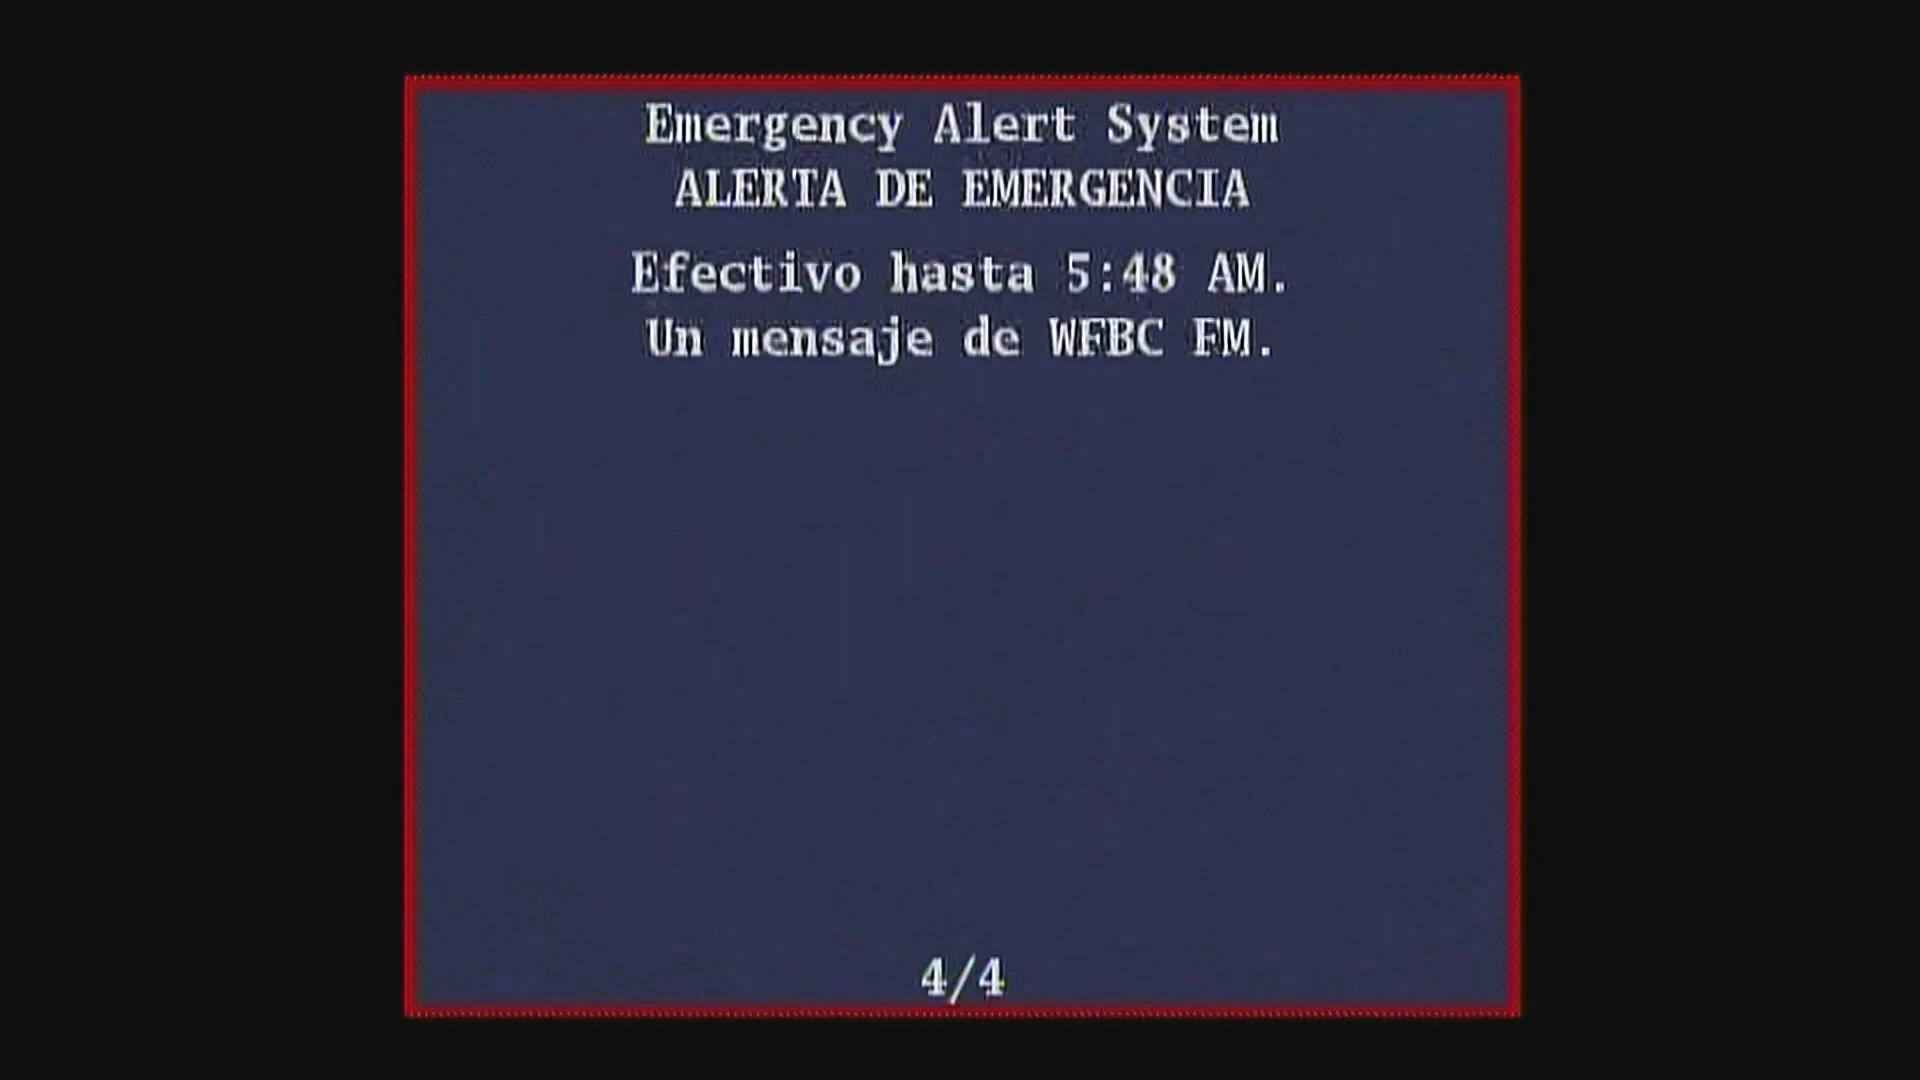 Emergency Alert System
ALERTA DE EMERGENCIA
Efectivo hasta 5:48 AM.
Un mensaje de WFBC FM.
4/4